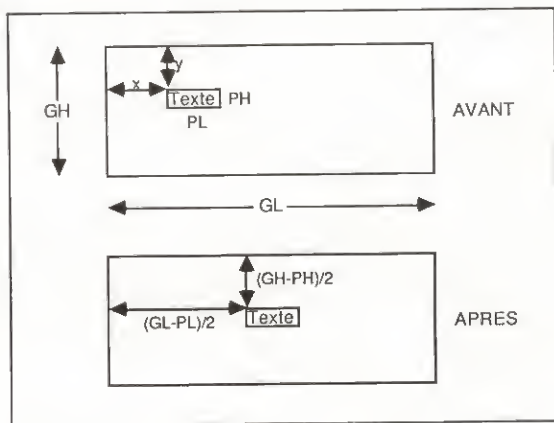 y
x
Texte PH
GH
PL
AVANT
GL
(GH-PH)/2
(GL-PL)/2
Texte
APRES